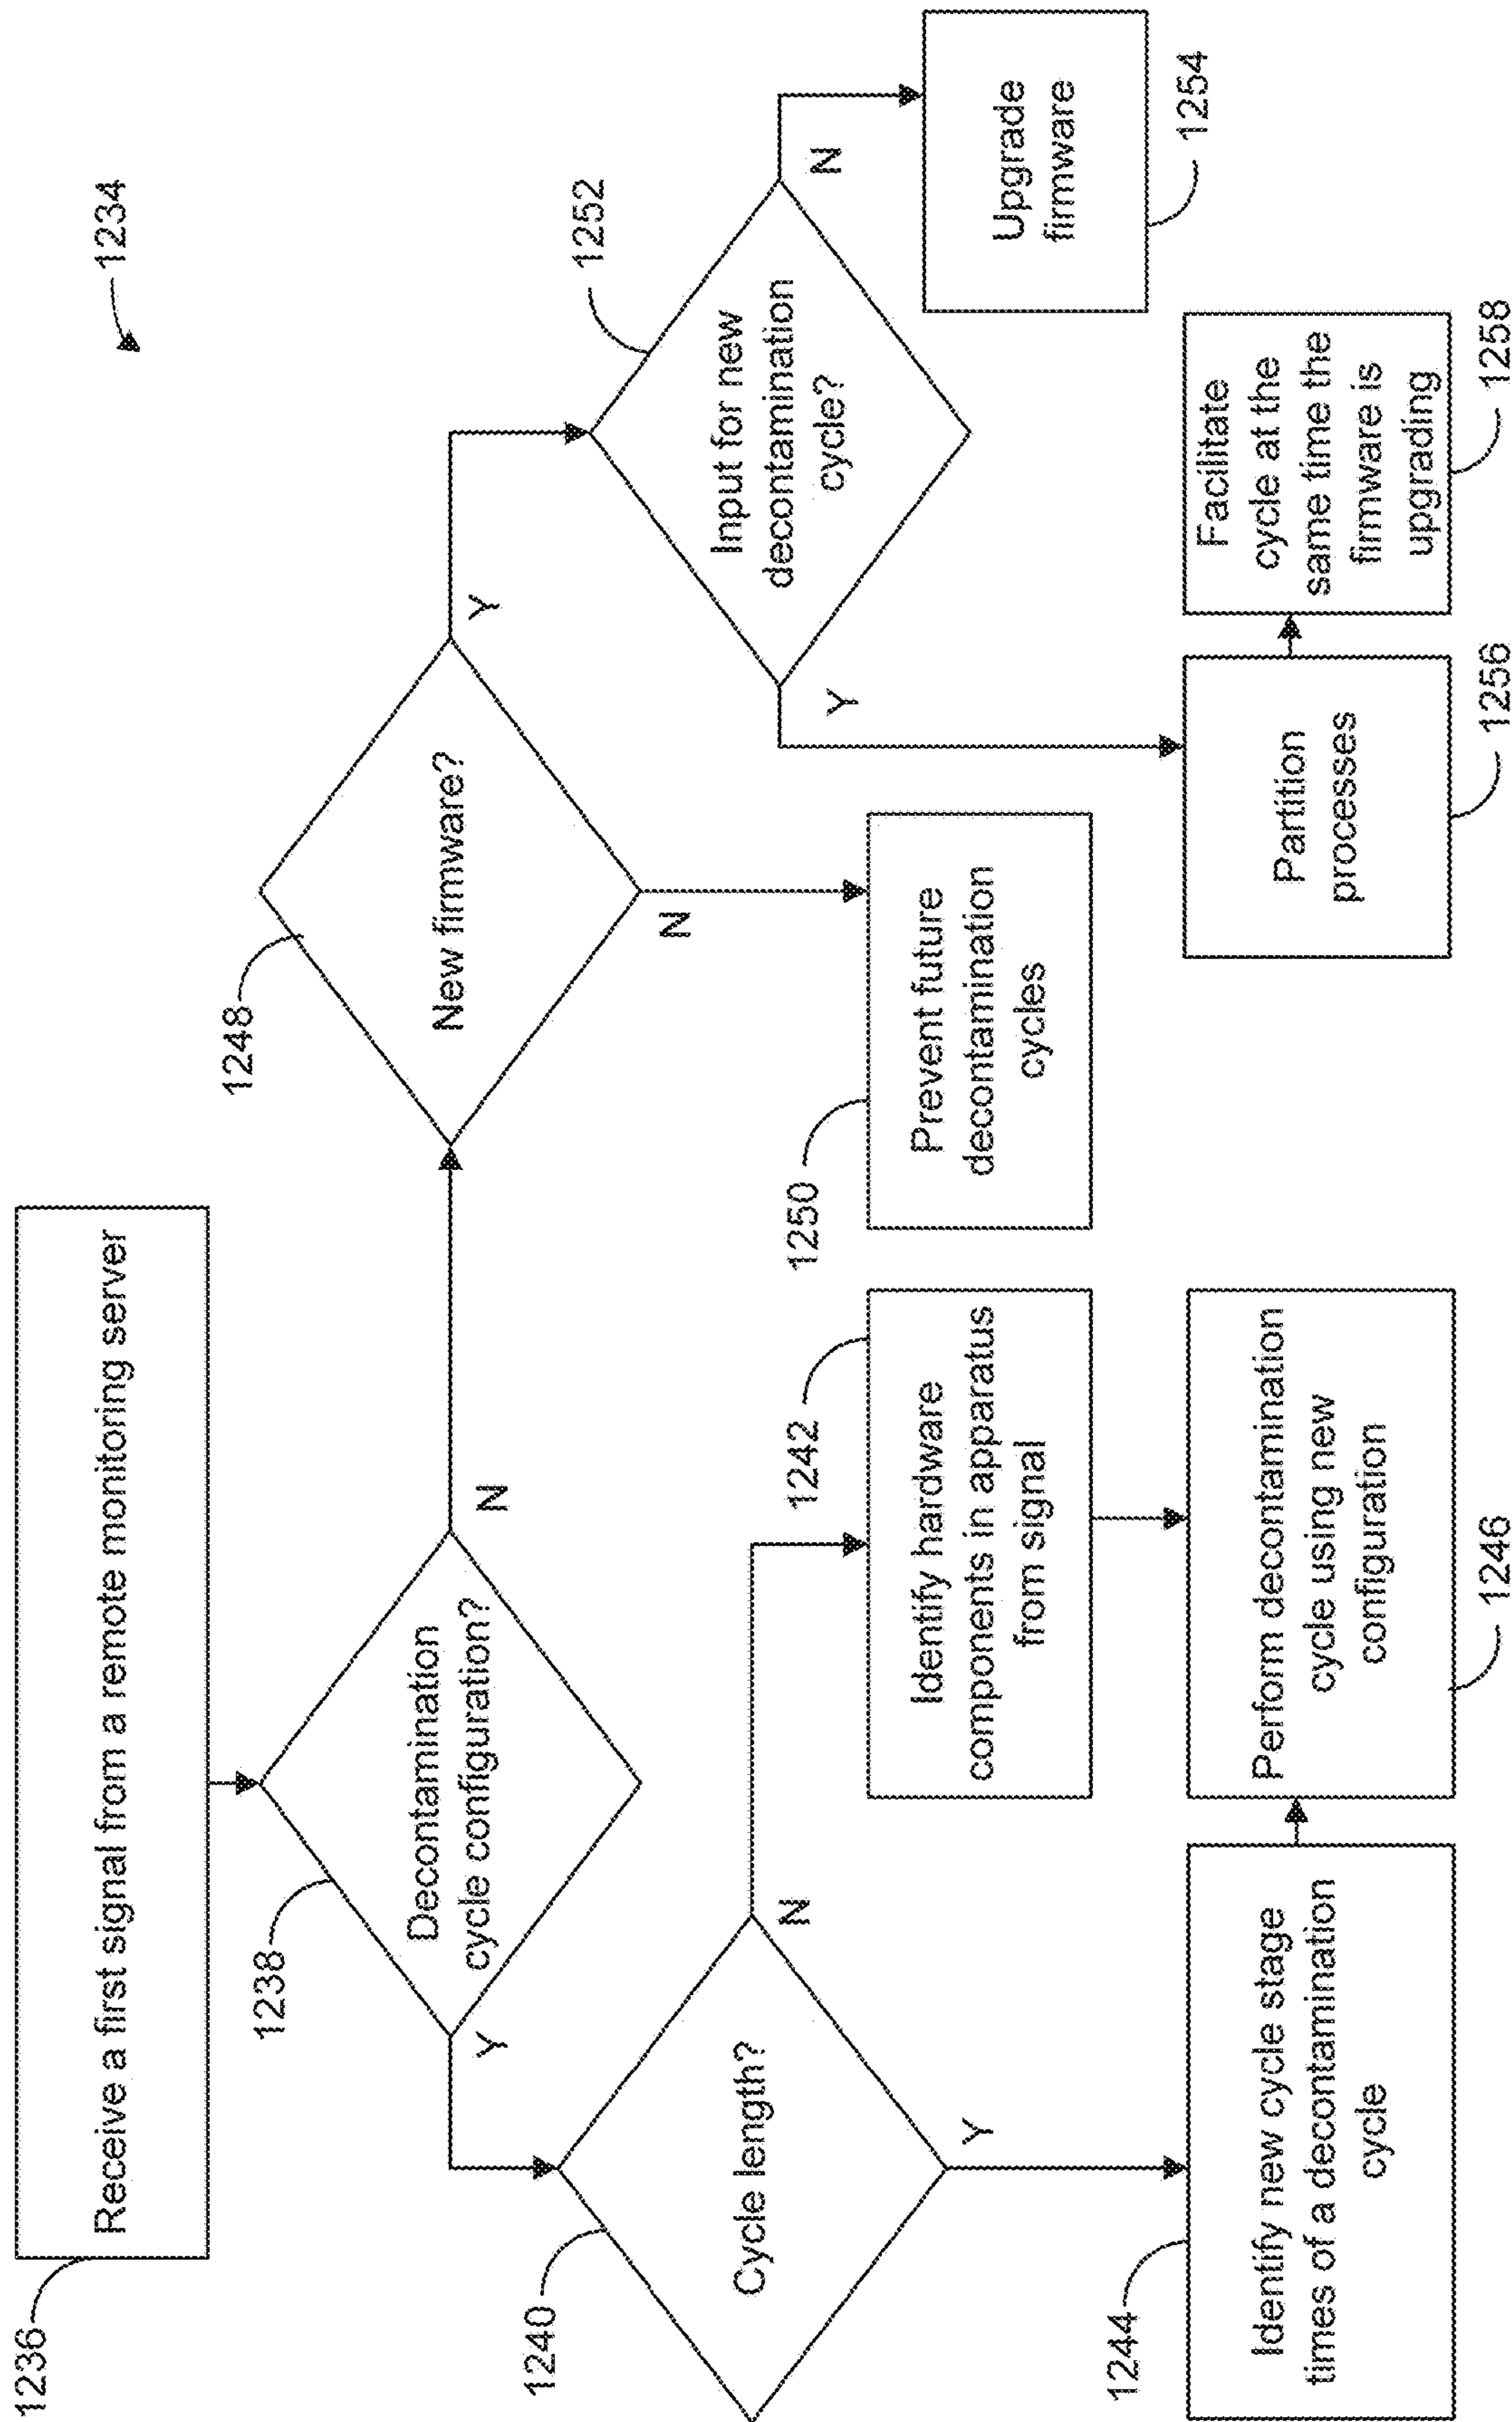 1234
1236
Receive a first signal from a remote monitoring server
1238
Decontamination
cycle configuration?
Y
N
1240
Cycle length?
N
Y
1242
Identify hardware
components in apparatus
from signal
1244
Identify new cycle stage
times of a decontamination
cycle
Perform decontamination
cycle using new
configuration
1246
1248
New firmware?
Y
N
1250
Prevent future
decontamination
cycles
1252
Input for new
decontamination
cycle?
Y
N
Upgrade
firmware
1254
Partition
processes
1256
Facilitate
cycle at the
same time the
firmware is
upgrading
1258